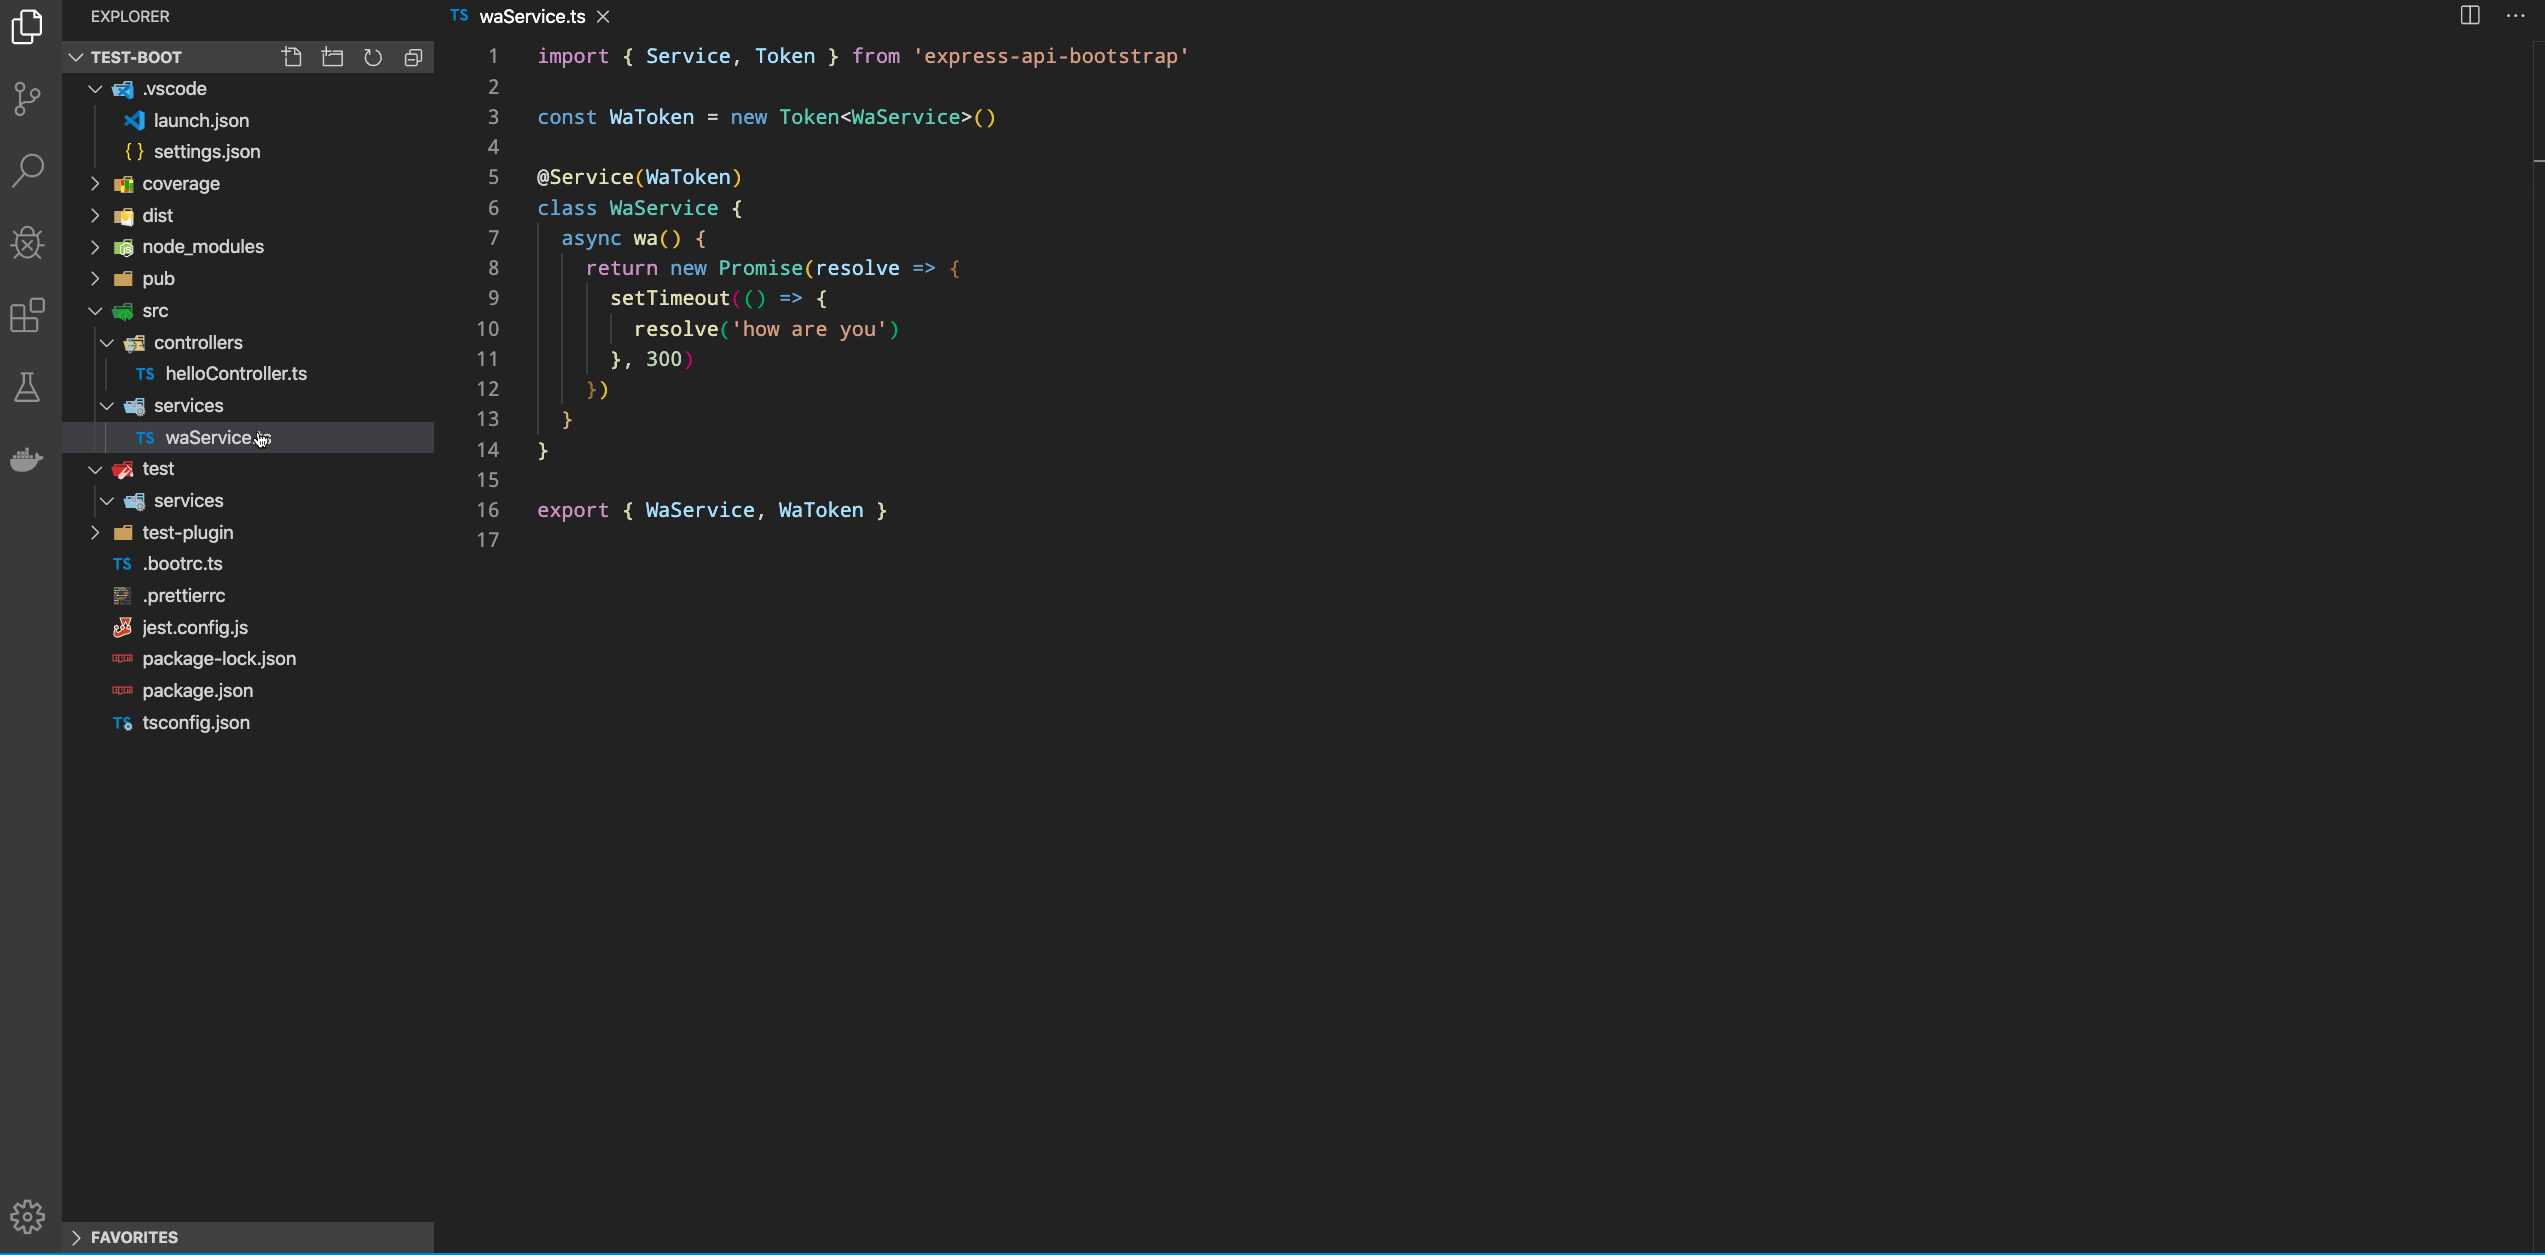 EXPLORER
TEST-BOOT
.vscode
launch.json
{ } settings.json
coverage
dist
node_modules
pub
src
controllers
TS helloController.ts
services
TS waService.ts
test
services
test-plugin
TS .bootrc.ts
.prettierrc
jest.config.js
package-lock.json
package.json
TS tsconfig.json
FAVORITES
TS waService.ts
1 import { Service, Token } from 'express-api-bootstrap'
2
3 const WaToken = new Token<WaService>()
4
5 @Service(WaToken)
6 class WaService {
7 async wa() {
8 return new Promise(resolve => {
9 setTimeout(() => {
10 resolve('how are you')
11 }, 300)
12 })
13 }
14 }
15
16 export { WaService, WaToken }
17